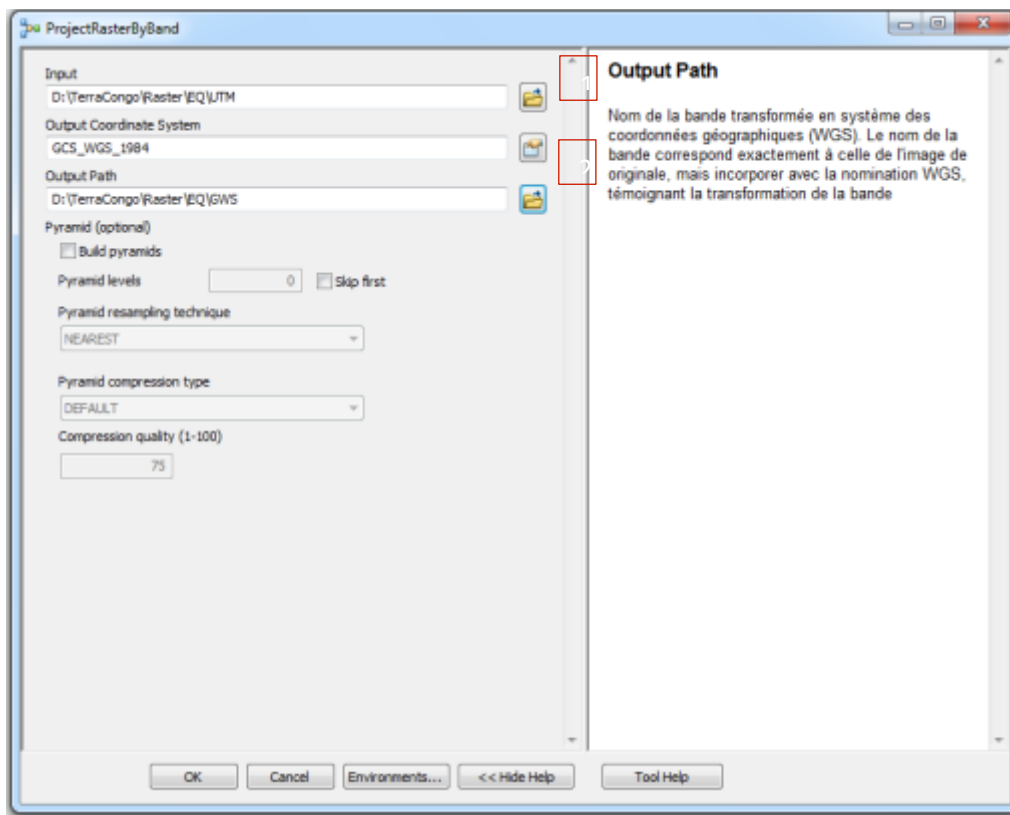 ProjectRasterByBand
Input
D:\TerraCongo\Raster\EQ\UTM
1
Output Coordinate System
GCS_WGS_1984
2
Output Path
D:\TerraCongo\Raster\EQ\GWS
Pyramid (optional)
Build pyramids
Pyramid levels
0
Skip first
Pyramid resampling technique
NEAREST
Pyramid compression type
DEFAULT
Compression quality (1-100)
75
Output Path
Nom de la bande transformée en système des
coordonnées géographiques (WGS). Le nom de la
bande correspond exactement à celle de l'image de
originale, mais incorporer avec la nomination WGS,
témoignant la transformation de la bande
OK
Cancel
Environments...
<< Hide Help
Tool Help